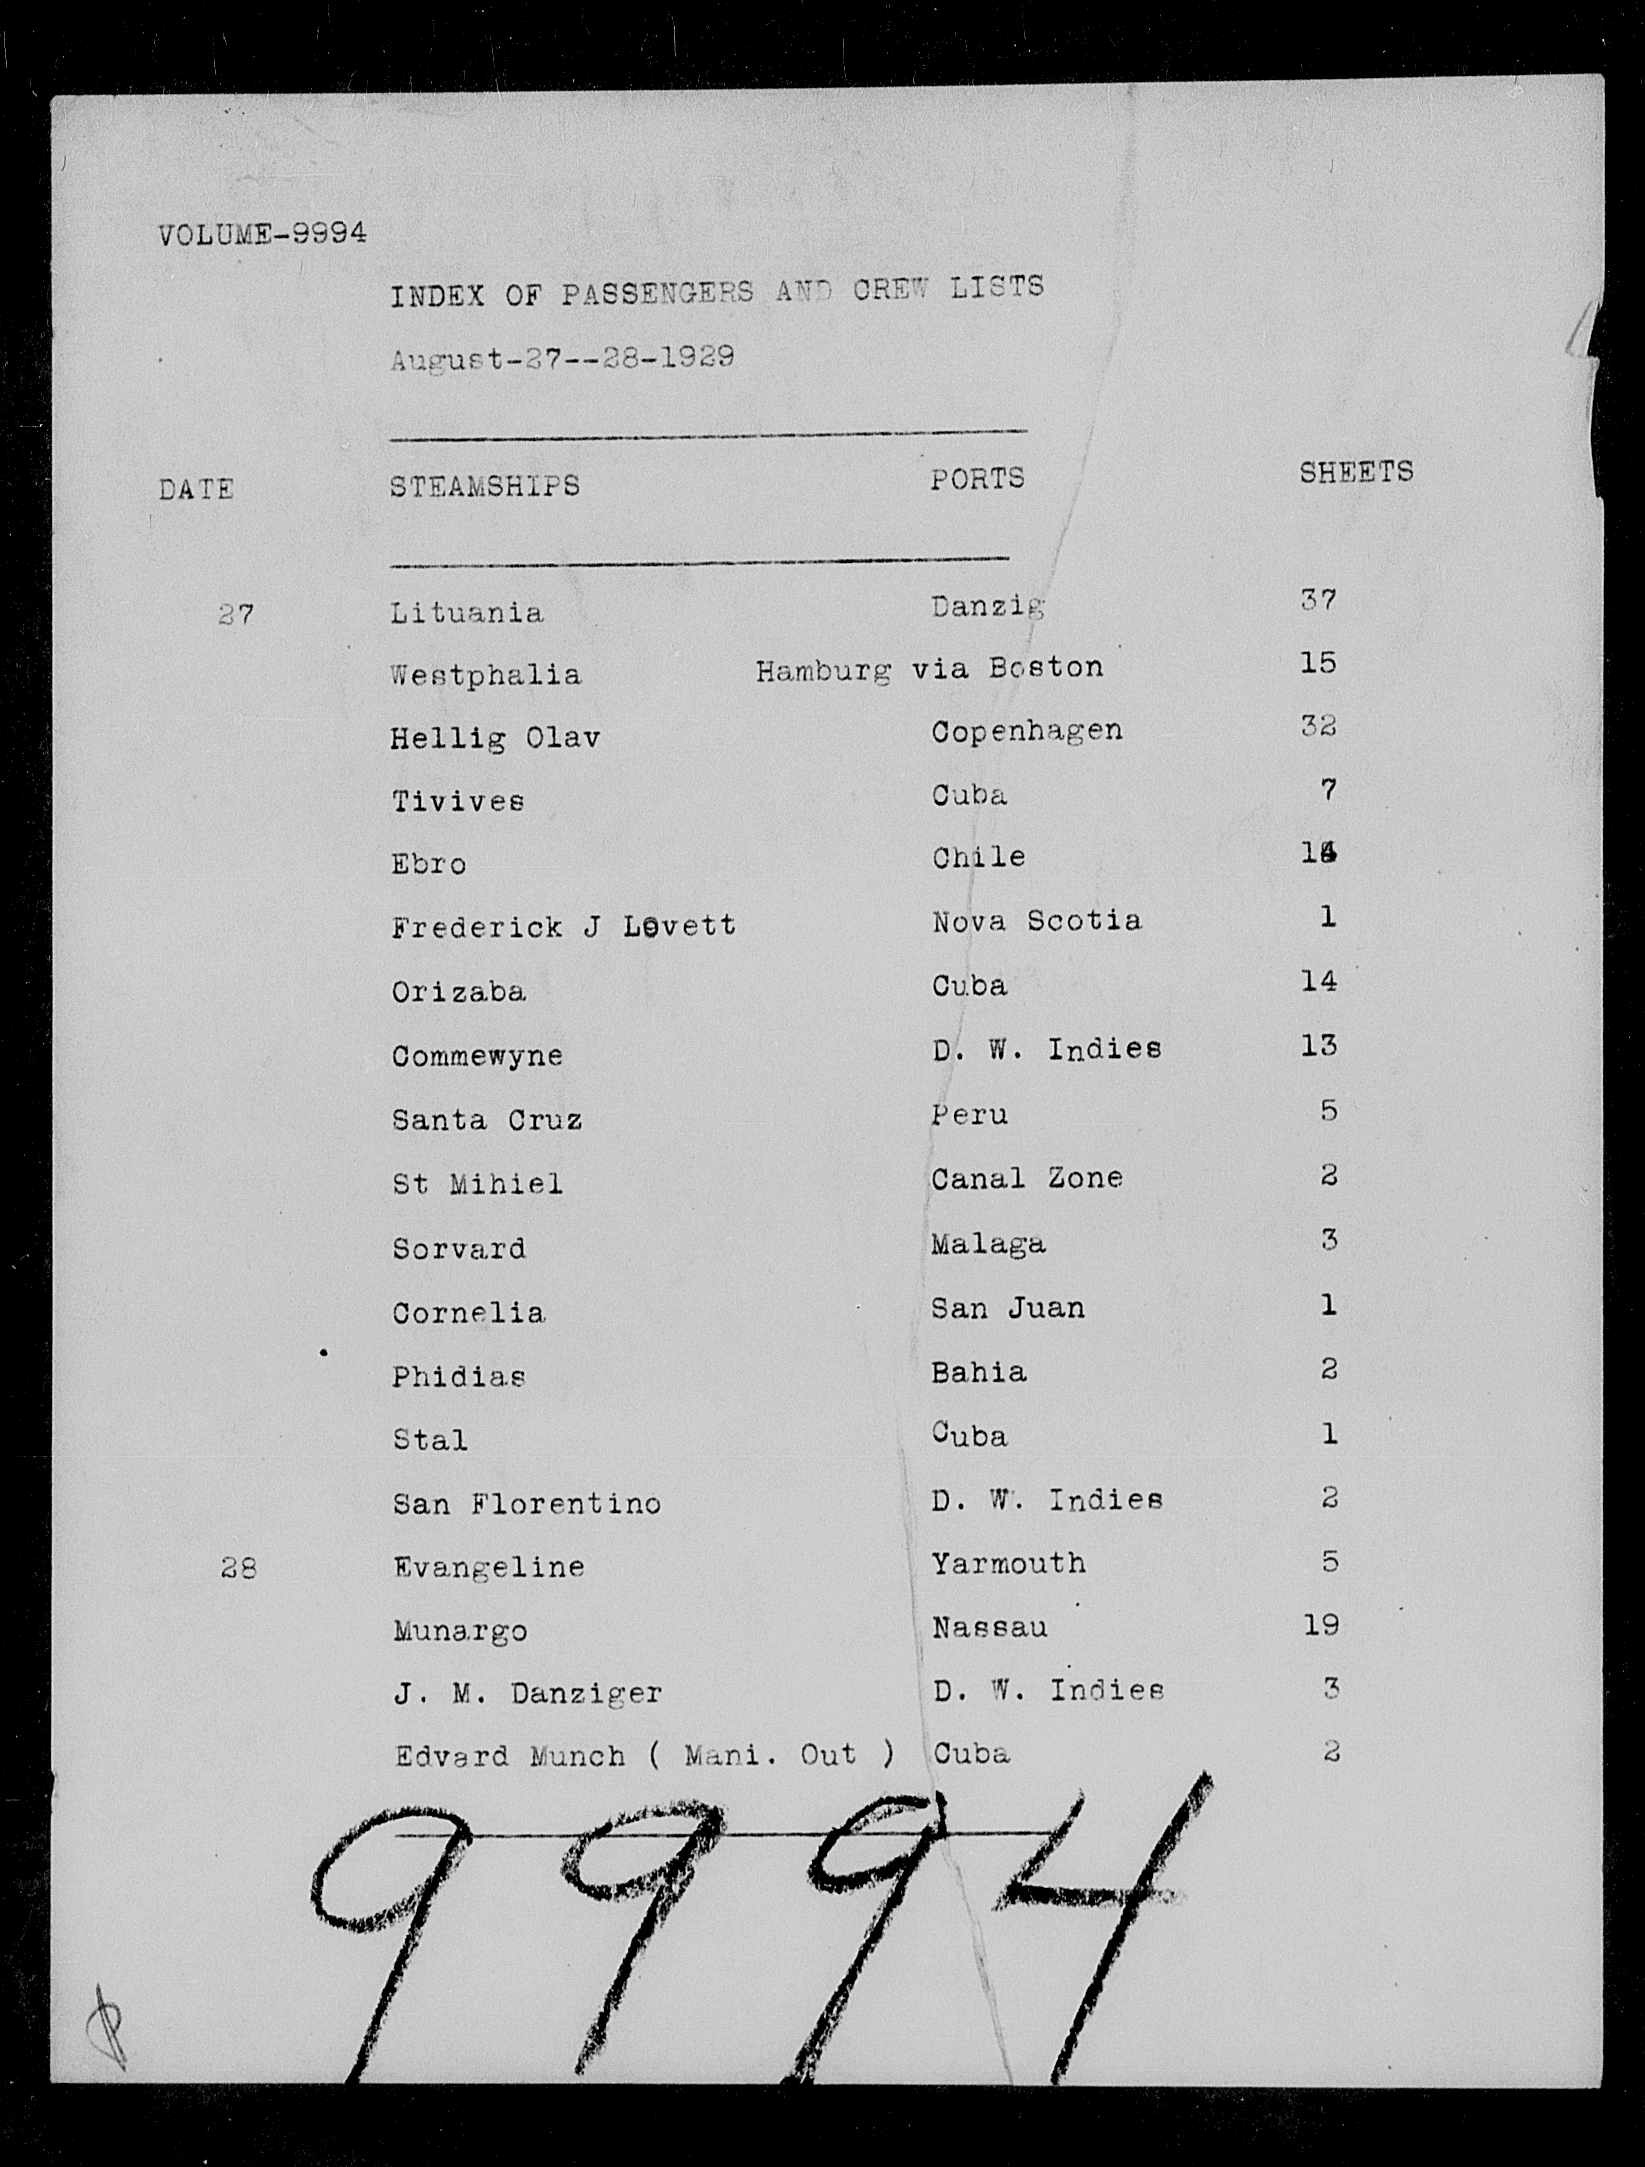 VOLUME-9994
INDEX OF PASSENGERS AND CREW LISTS
August-27--28-1929
DATE STEAMSHIPS PORTS SHEETS
27 Lituania Danzig 37
Westphalia Hamburg via Boston 15
Hellig Olav Copenhagen 32
Tivives Cuba 7
Ebro Chile
Frederick J Lovett Nova Scotia 1
Orizaba Cuba 14
Commewyne D. W. Indies 13
Santa Cruz Peru 5
St Mihiel Canal Zone 2
Sorvard Malaga 3
Cornelia San Juan 1
Phidias Bahia 2
Stal Cuba 1
San Florentino D. W. Indies 2
28 Evangeline Yarmouth 5
Munargo Nassau 19
J. M. Danziger D. W. Indies 3
Edvard Munch ( Mani. Out ) Cuba 2
9994